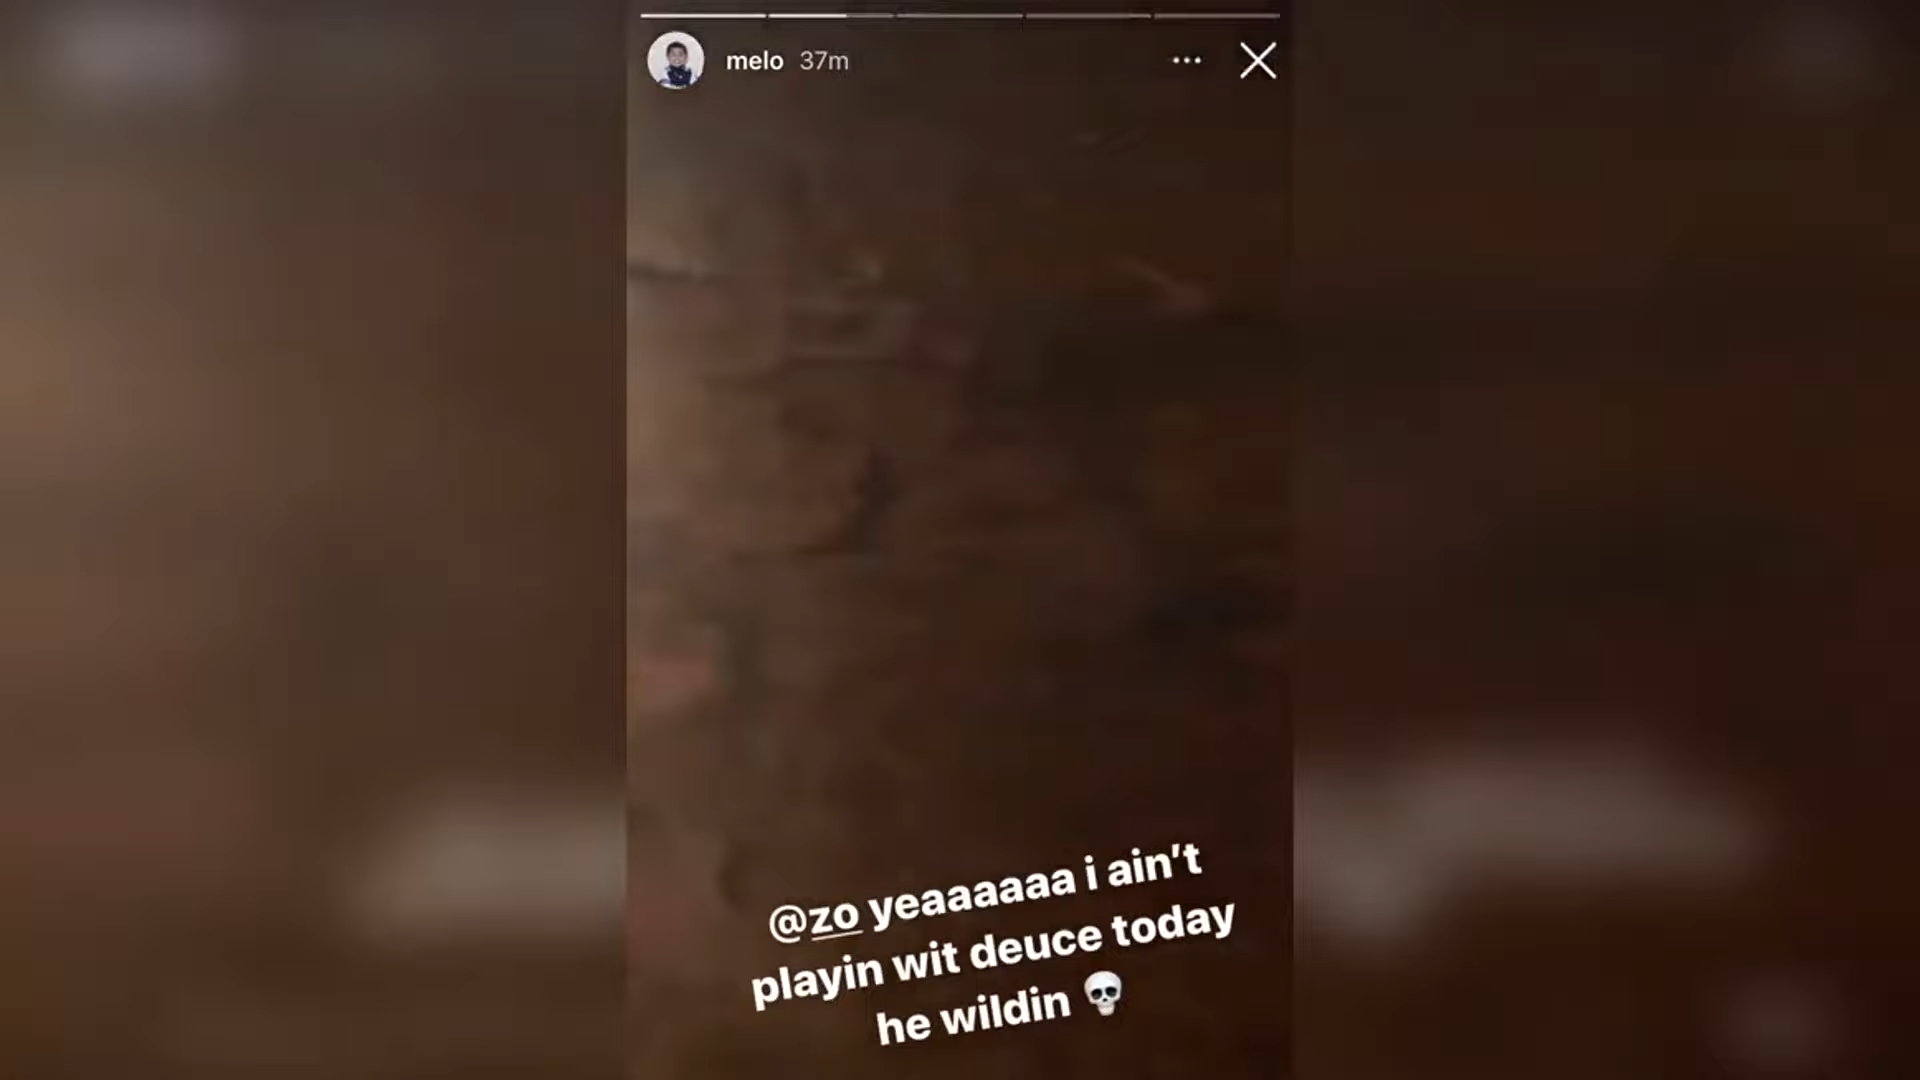 melo 37m
@zo yeaaaaaa i ain't
playin wit deuce today
he wildin 💀